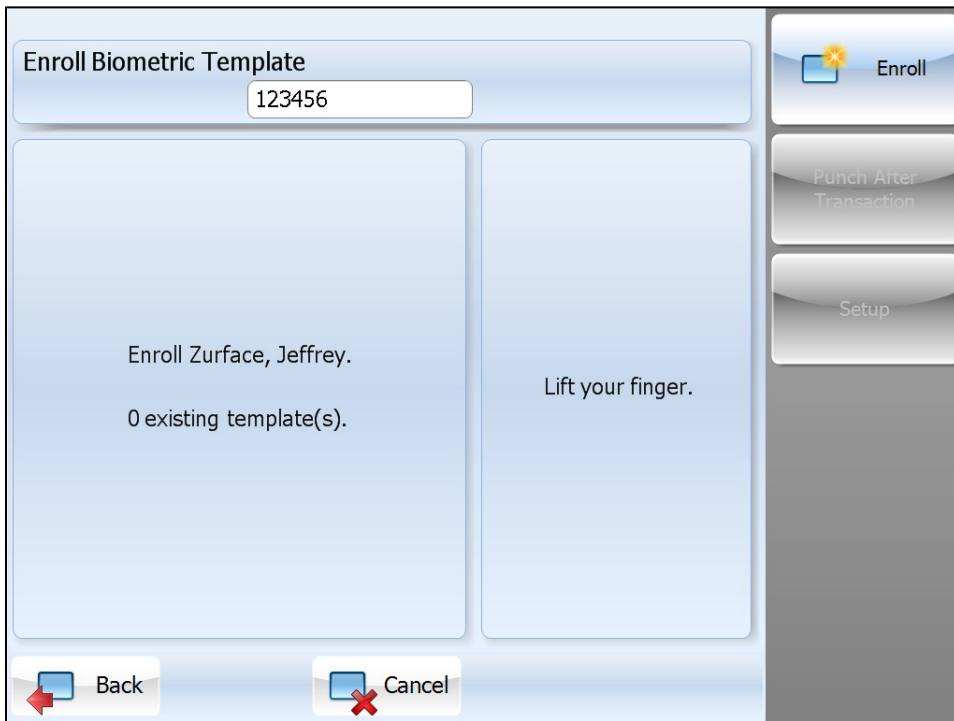 Enroll Biometric Template
123456
Enroll
Punch After
Transaction
Setup
Enroll Zurface, Jeffrey.
0 existing template(s).
Lift your finger.
Back
Cancel